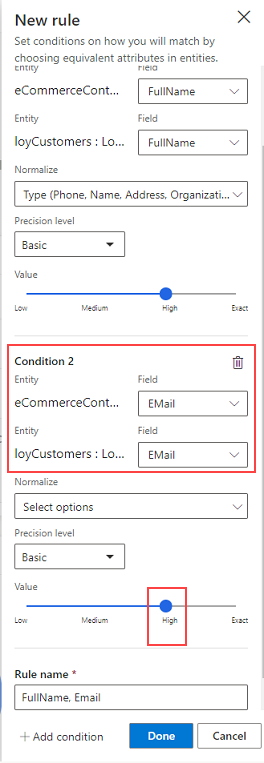 New rule
Set conditions on how you will match by
choosing equivalent attributes in entities.
Entity Field
eCommerceCont... FullName
Entity Field
loyCustomers : Lo... FullName
Normalize
Type (Phone, Name, Address, Organizati...
Precision level
Basic
Value
Low Medium High Exact
Condition 2
Entity Field
eCommerceCont... EMail
Entity Field
loyCustomers : Lo... EMail
Normalize
Select options
Precision level
Basic
Value
Low Medium High Exact
Rule name *
FullName, Email
+ Add condition Done Cancel